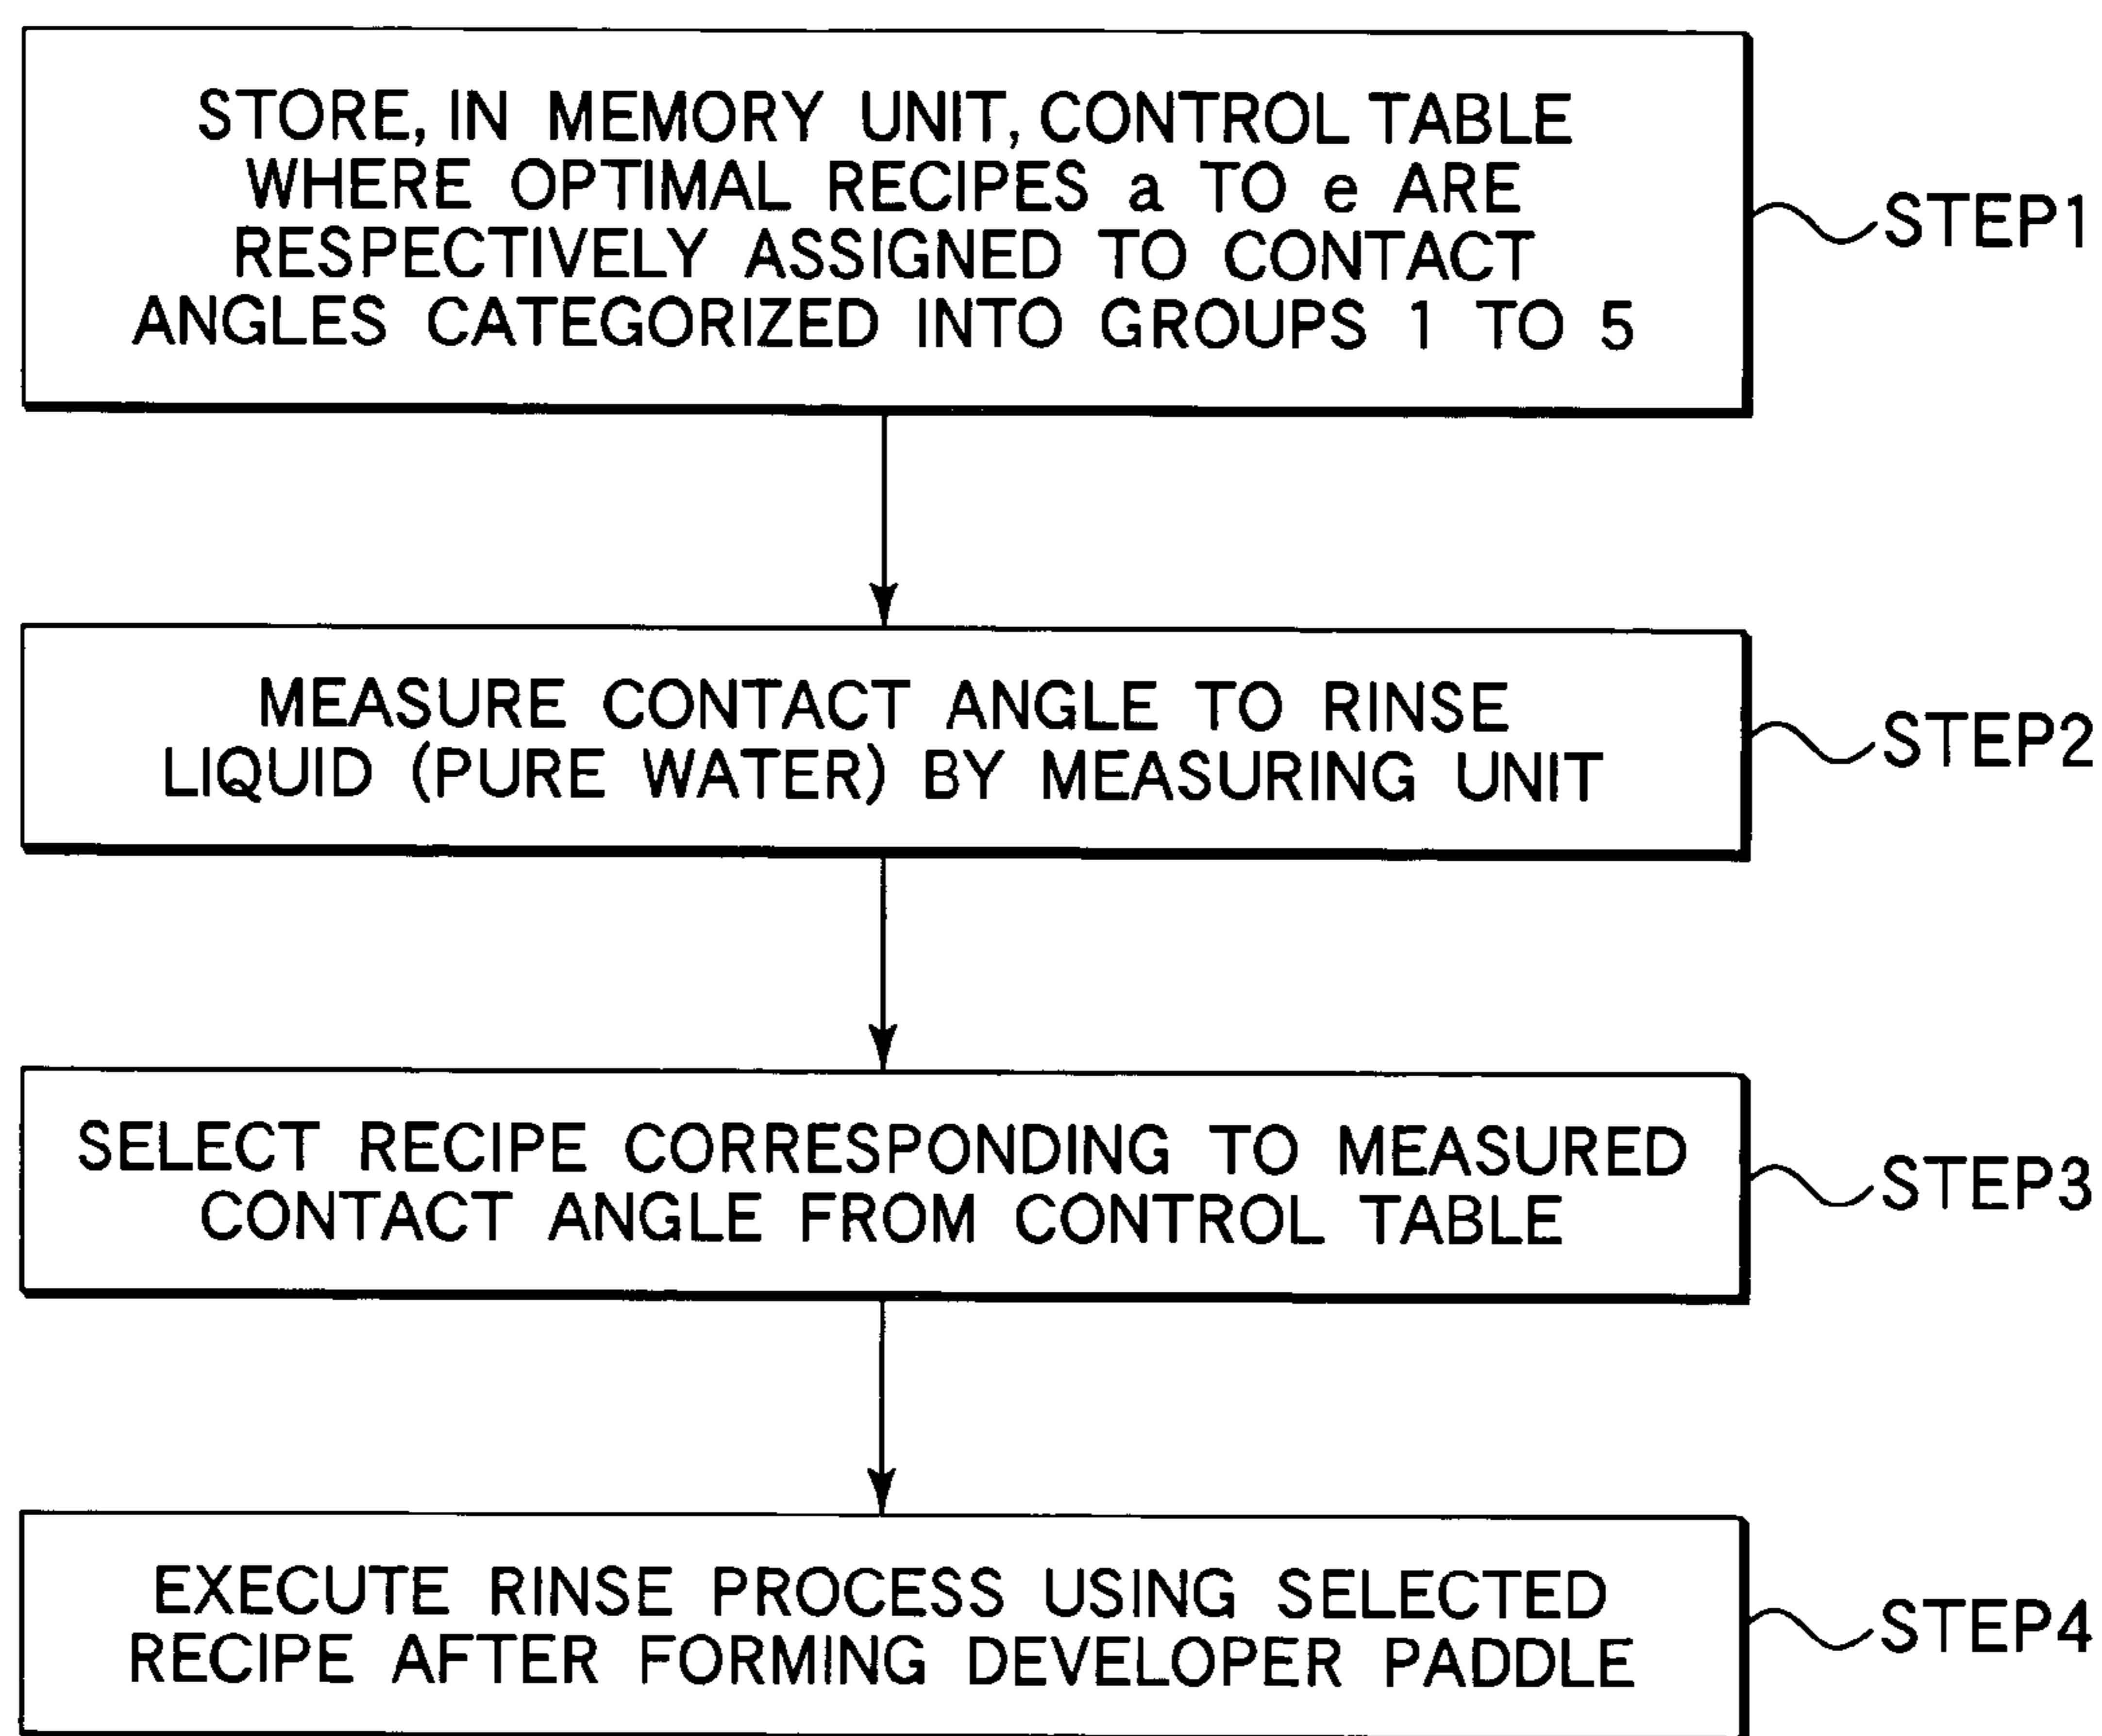 STORE, IN MEMORY UNIT, CONTROL TABLE
WHERE OPTIMAL RECIPES a TO e ARE
RESPECTIVELY ASSIGNED TO CONTACT
ANGLES CATEGORIZED INTO GROUPS 1 TO 5
STEP1
MEASURE CONTACT ANGLE TO RINSE
LIQUID (PURE WATER) BY MEASURING UNIT
STEP2
SELECT RECIPE CORRESPONDING TO MEASURED
CONTACT ANGLE FROM CONTROL TABLE
STEP3
EXECUTE RINSE PROCESS USING SELECTED
RECIPE AFTER FORMING DEVELOPER PADDLE
STEP4